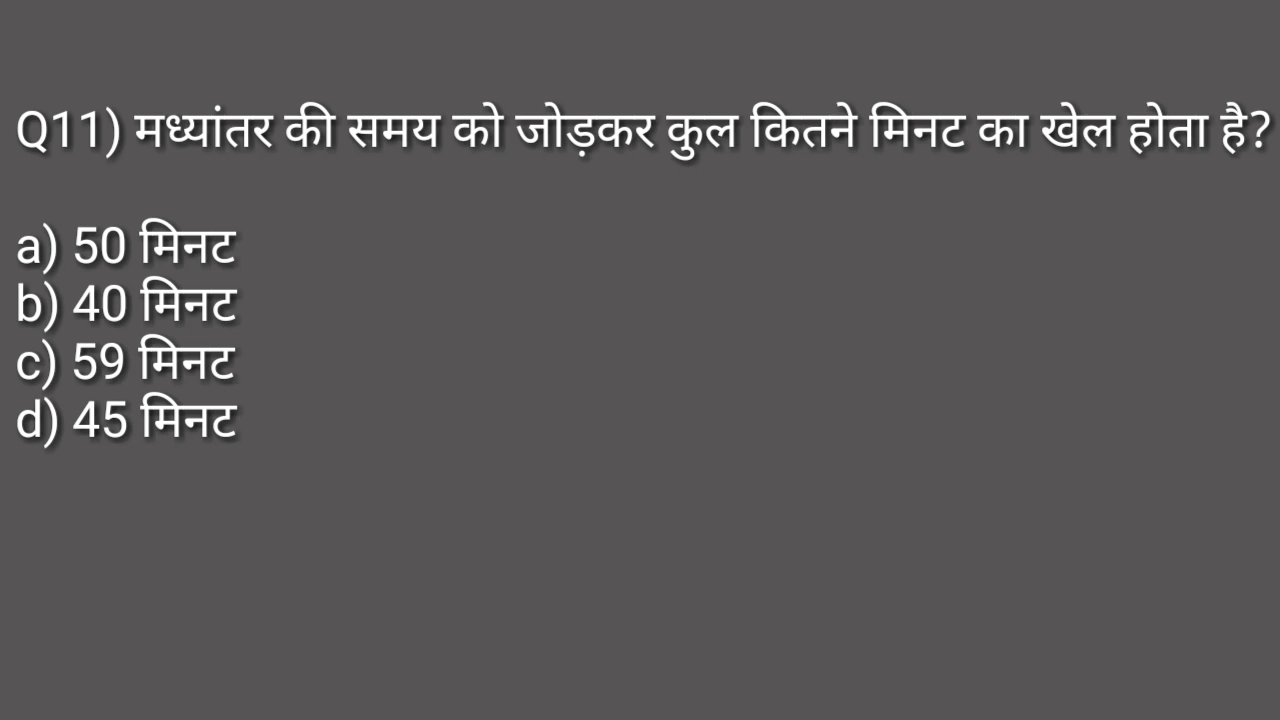 Q11) मध्यांतर की समय को जोड़कर कुल कितने मिनट का खेल होता है?
a) 50 मिनट
b) 40 मिनट
c) 59 मिनट
d) 45 मिनट